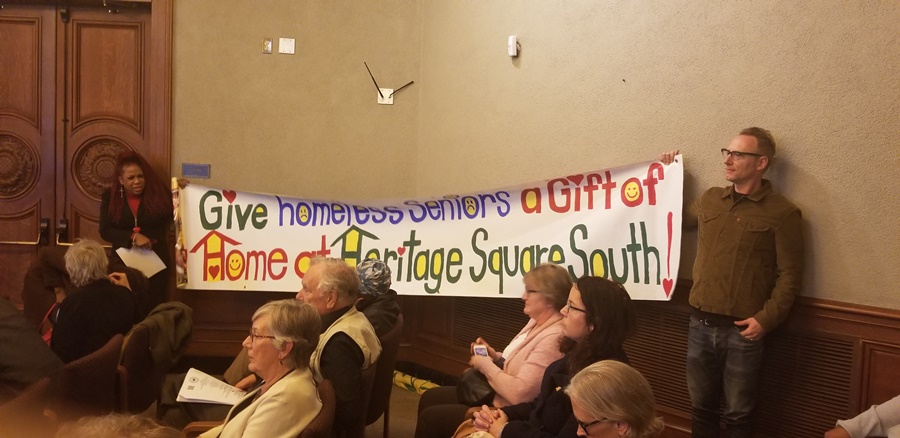 Give homeless Seniors a Gift of
Home at Heritage Square South!